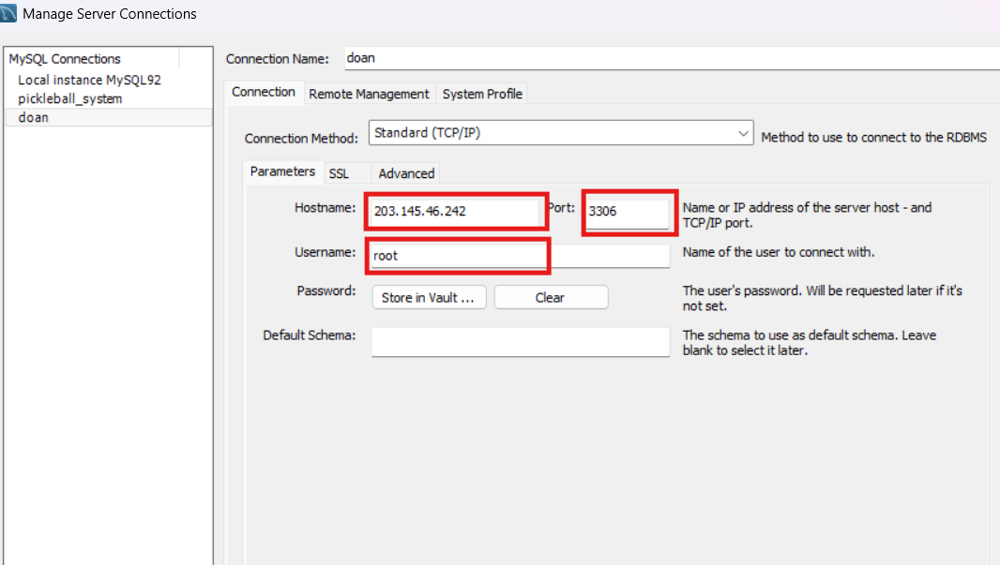 Manage Server Connections
MySQL Connections
Local instance MySQL92
pickleball_system
doan
Connection Name: doan
Connection Remote Management System Profile
Connection Method: Standard (TCP/IP) Method to use to connect to the RDBMS
Parameters SSL Advanced
Hostname: 203.145.46.242 Port: 3306 Name or IP address of the server host - and
TCP/IP port.
Username: root Name of the user to connect with.
Password: Store in Vault ... Clear The user's password. Will be requested later if it's
not set.
Default Schema: The schema to use as default schema. Leave
blank to select it later.